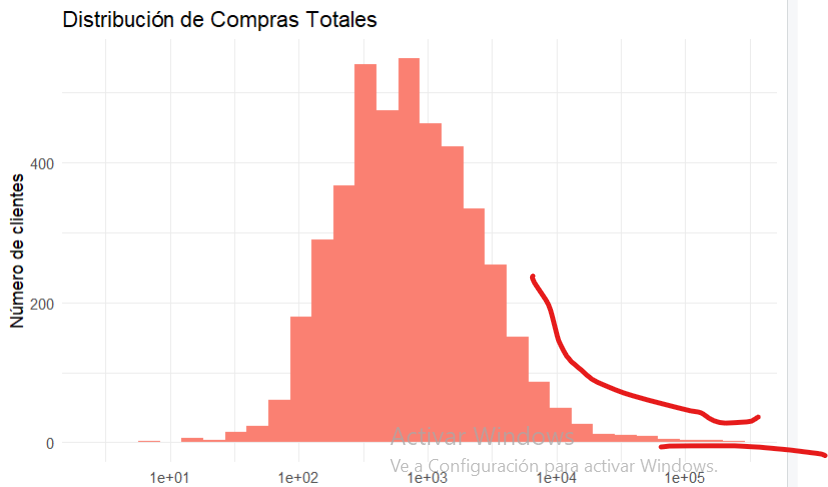 Distribución de Compras Totales
Número de clientes
400
200
0
1e+01 1e+02 1e+03 1e+04 1e+05
Activar Windows
Ve a Configuración para activar Windows.